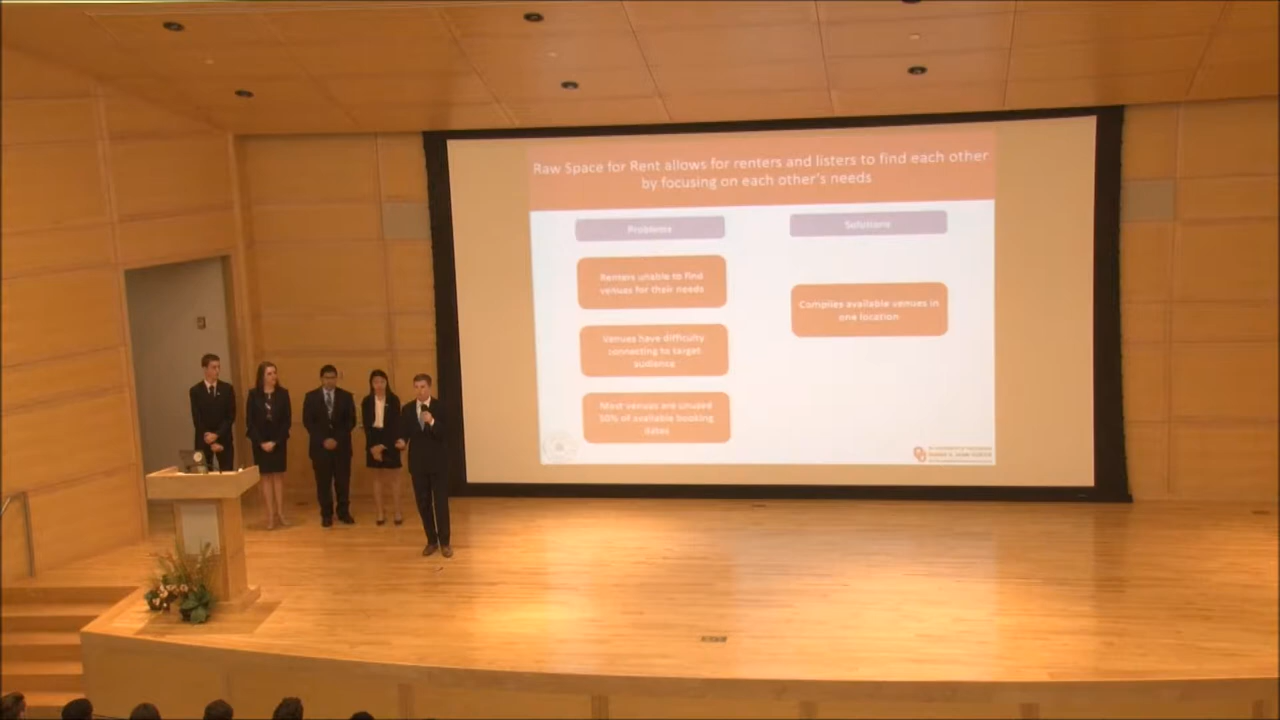 Raw Space for Rent allows for renters and listers to find each other
by focusing on each other's needs
Problems
Solutions
Renters unable to find
venues for their needs
Compiles available venues in
one location
Venues have difficulty
connecting to target
audience
Most venues are unused
of available booking
dates